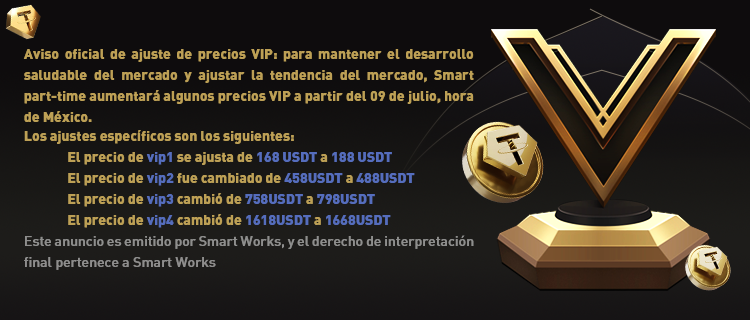 Aviso oficial de ajuste de precios VIP: para mantener el desarrollo
saludable del mercado y ajustar la tendencia del mercado, Smart
part-time aumentará algunos precios VIP a partir del 09 de julio, hora
de México.
Los ajustes específicos son los siguientes:
El precio de vip1 se ajusta de 168 USDT a 188 USDT
El precio de vip2 fue cambiado de 458USDT a 488USDT
El precio de vip3 cambió de 758USDT a 798USDT
El precio de vip4 cambió de 1618USDT a 1668USDT
Este anuncio es emitido por Smart Works, y el derecho de interpretación
final pertenece a Smart Works